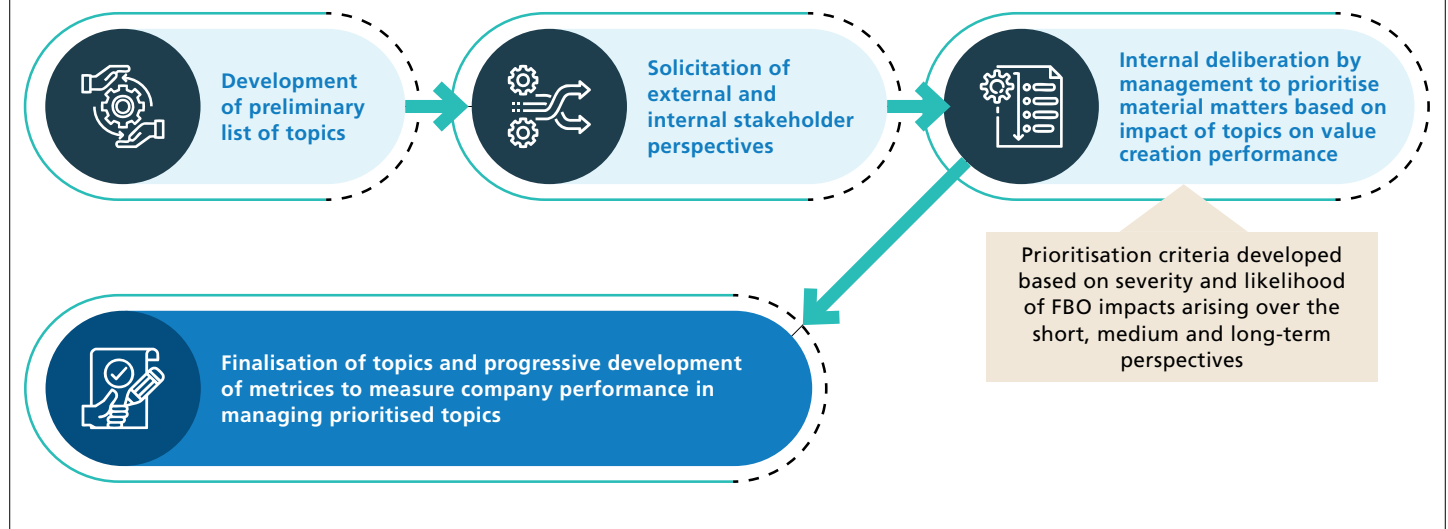 Development
of preliminary
list of topics
Solicitation of
external and
internal stakeholder
perspectives
Internal deliberation by
management to prioritise
material matters based on
impact of topics on value
creation performance
Prioritisation criteria developed
based on severity and likelihood
of FBO impacts arising over the
short, medium and long-term
perspectives
Finalisation of topics and progressive development
of metrices to measure company performance in
managing prioritised topics